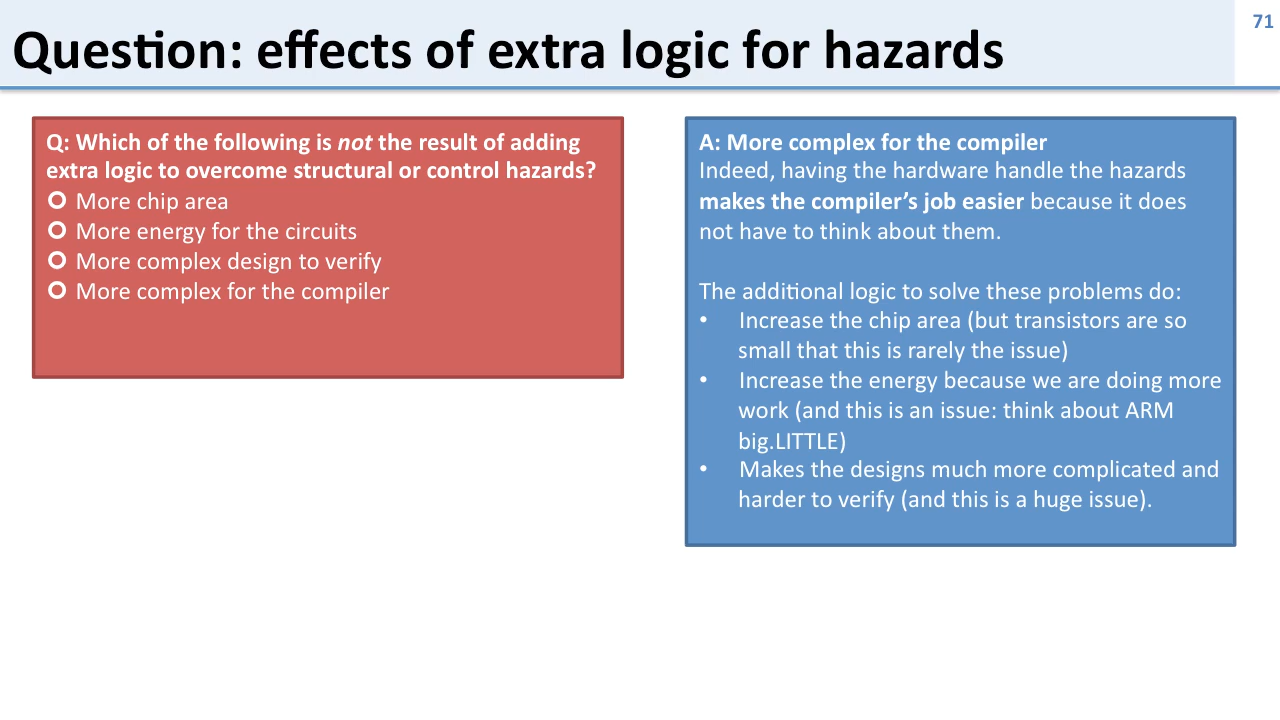 71
Question: effects of extra logic for hazards
Q: Which of the following is not the result of adding
extra logic to overcome structural or control hazards?
More chip area
More energy for the circuits
More complex design to verify
More complex for the compiler
A: More complex for the compiler
Indeed, having the hardware handle the hazards
makes the compiler’s job easier because it does
not have to think about them.
The additional logic to solve these problems do:
• Increase the chip area (but transistors are so
small that this is rarely the issue)
• Increase the energy because we are doing more
work (and this is an issue: think about ARM
big.LITTLE)
• Makes the designs much more complicated and
harder to verify (and this is a huge issue).